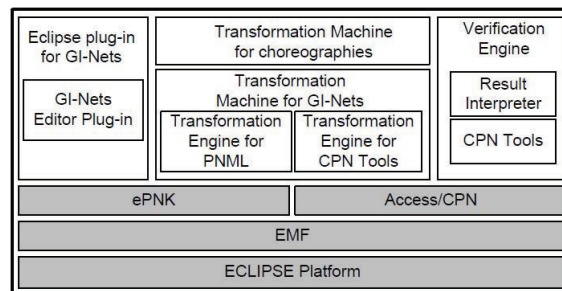 Eclipse plug-in
for GI-Nets
GI-Nets
Editor Plug-in
Transformation Machine
for choreographies
Transformation
Machine for GI-Nets
Transformation
Engine for
PNML
Transformation
Engine for
CPN Tools
Verification
Engine
Result
Interpreter
CPN Tools
ePNK
Access/CPN
EMF
ECLIPSE Platform